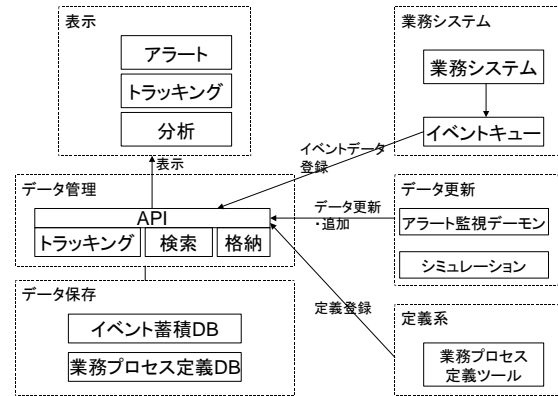 表示
アラート
トラッキング
分析
表示
業務システム
業務システム
イベントキュー
イベントデータ
登録
データ管理
API
トラッキング
検索
格納
データ更新
・追加
データ更新
アラート監視デーモン
シミュレーション
データ保存
イベント蓄積DB
業務プロセス定義DB
定義登録
定義系
業務プロセス
定義ツール